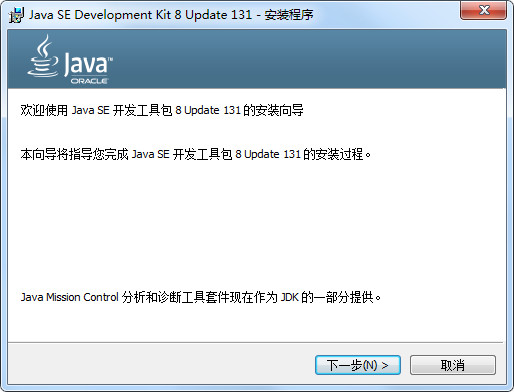 Java SE Development Kit 8 Update 131 - 安装程序
Java™
ORACLE
欢迎使用 Java SE 开发工具包 8 Update 131 的安装向导
本向导将指导您完成 Java SE 开发工具包 8 Update 131 的安装过程。
Java Mission Control 分析和诊断工具套件现在作为 JDK 的一部分提供。
下一步(N) > 取消